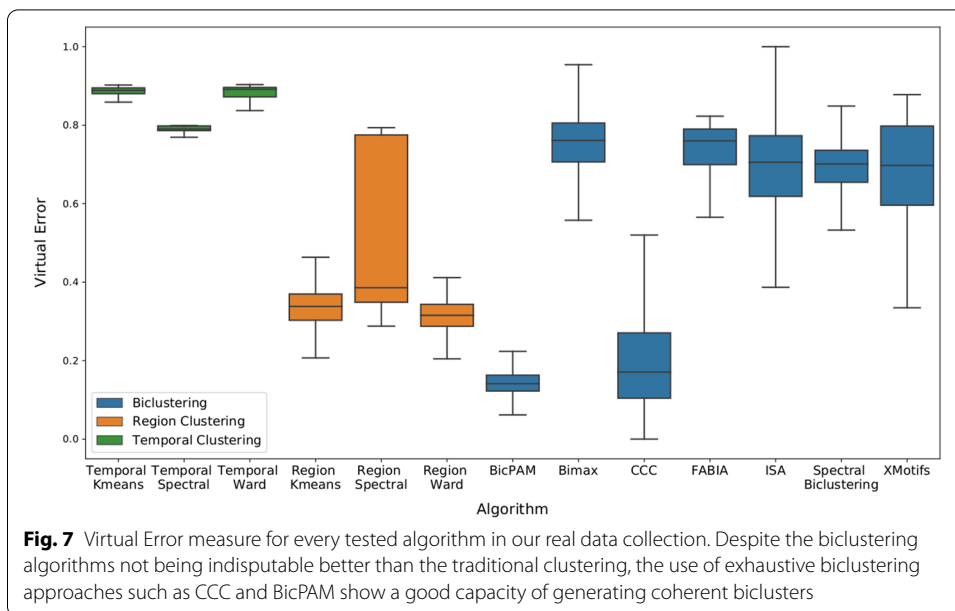 1.0
0.8
0.6
0.4
0.2
0.0
Virtual Error
Biclustering
Region Clustering
Temporal Clustering
Temporal Kmeans
Temporal Spectral
Temporal Ward
Region Kmeans
Region Spectral
Region Ward
BicPAM
Bimax
CCC
FABIA
ISA
Spectral Biclustering
XMotifs
Algorithm
Fig. 7 Virtual Error measure for every tested algorithm in our real data collection. Despite the biclustering
algorithms not being indisputable better than the traditional clustering, the use of exhaustive biclustering
approaches such as CCC and BicPAM show a good capacity of generating coherent biclusters